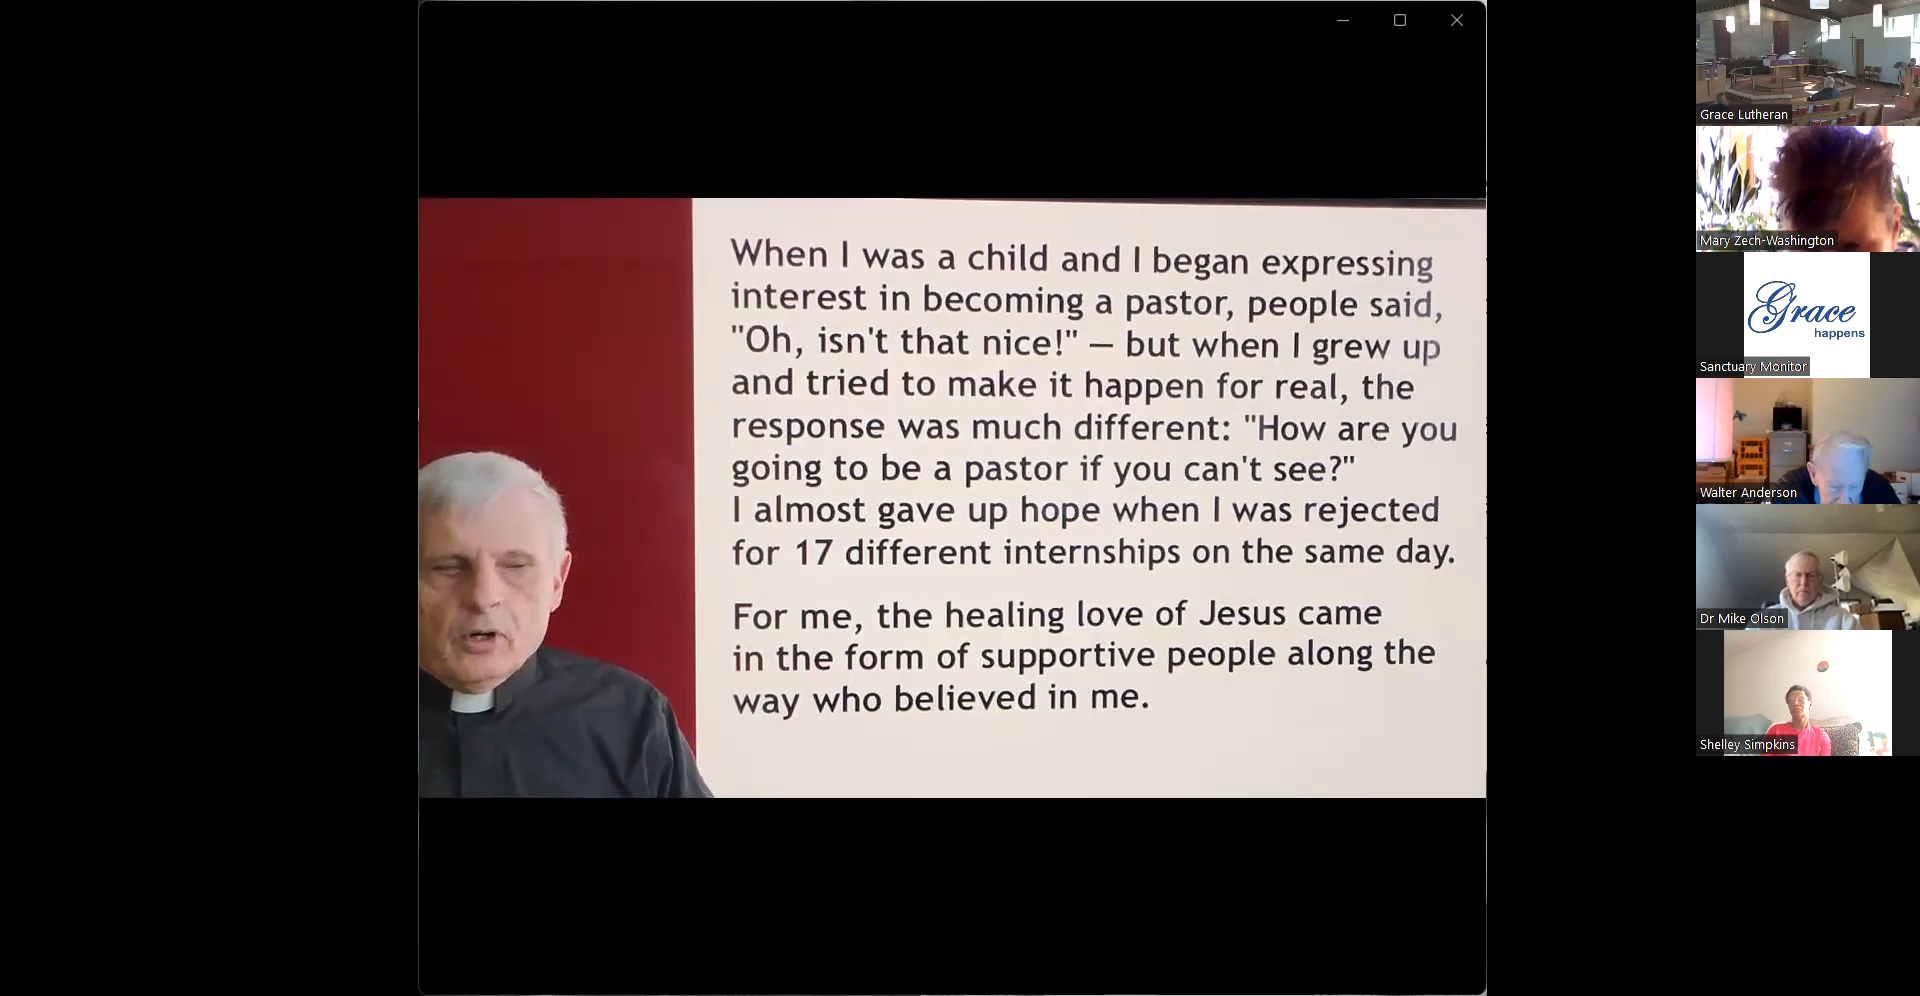 When I was a child and I began expressing
interest in becoming a pastor, people said,
"Oh, isn't that nice!" — but when I grew up
and tried to make it happen for real, the
response was much different: "How are you
going to be a pastor if you can't see?"
I almost gave up hope when I was rejected
for 17 different internships on the same day.
For me, the healing love of Jesus came
in the form of supportive people along the
way who believed in me.
Grace Lutheran
Mary Zech-Washington
Grace
happens
Sanctuary Monitor
Walter Anderson
Dr Mike Olson
Shelley Simpkins